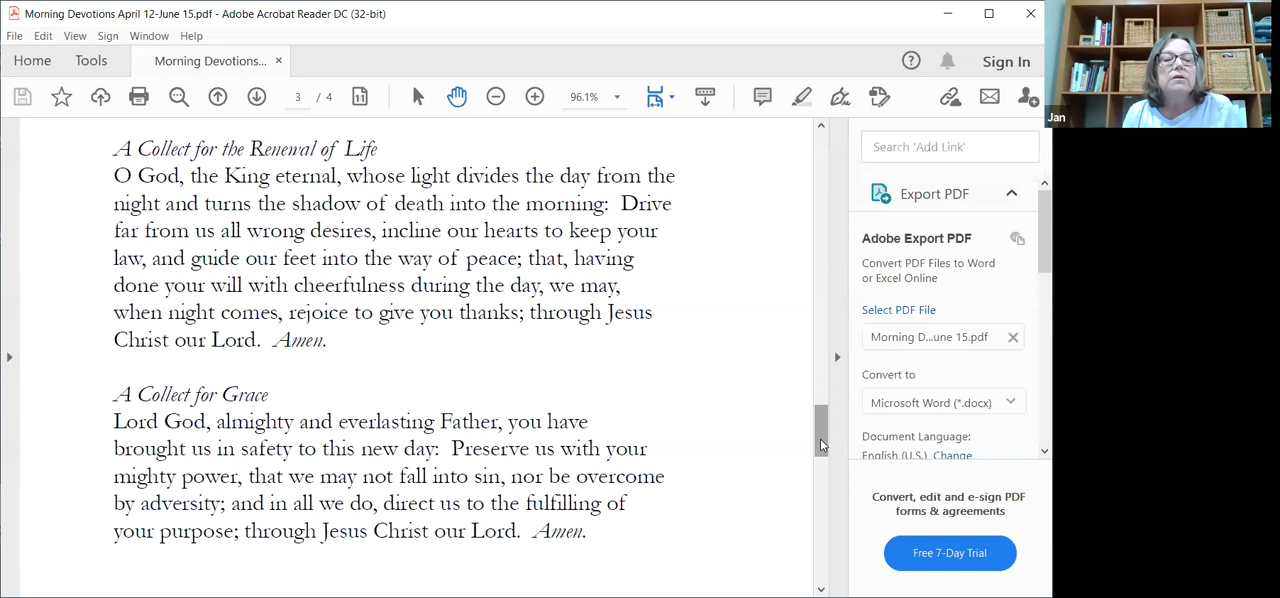 Morning Devotions April 12-June 15.pdf - Adobe Acrobat Reader DC (32-bit)
File Edit View Sign Window Help
Home Tools Morning Devotions... × Sign In
3 / 4 96.1%
Jan
A Collect for the Renewal of Life
O God, the King eternal, whose light divides the day from the
night and turns the shadow of death into the morning: Drive
far from us all wrong desires, incline our hearts to keep your
law, and guide our feet into the way of peace; that, having
done your will with cheerfulness during the day, we may,
when night comes, rejoice to give you thanks; through Jesus
Christ our Lord. Amen.
A Collect for Grace
Lord God, almighty and everlasting Father, you have
brought us in safety to this new day: Preserve us with your
mighty power, that we may not fall into sin, nor be overcome
by adversity; and in all we do, direct us to the fulfilling of
your purpose; through Jesus Christ our Lord. Amen.
Search 'Add Link'
Export PDF
Adobe Export PDF
Convert PDF Files to Word
or Excel Online
Select PDF File
Morning D...une 15.pdf
Convert to
Microsoft Word (*.docx)
Document Language:
English (U.S.) Change
Convert, edit and e-sign PDF
forms & agreements
Free 7-Day Trial